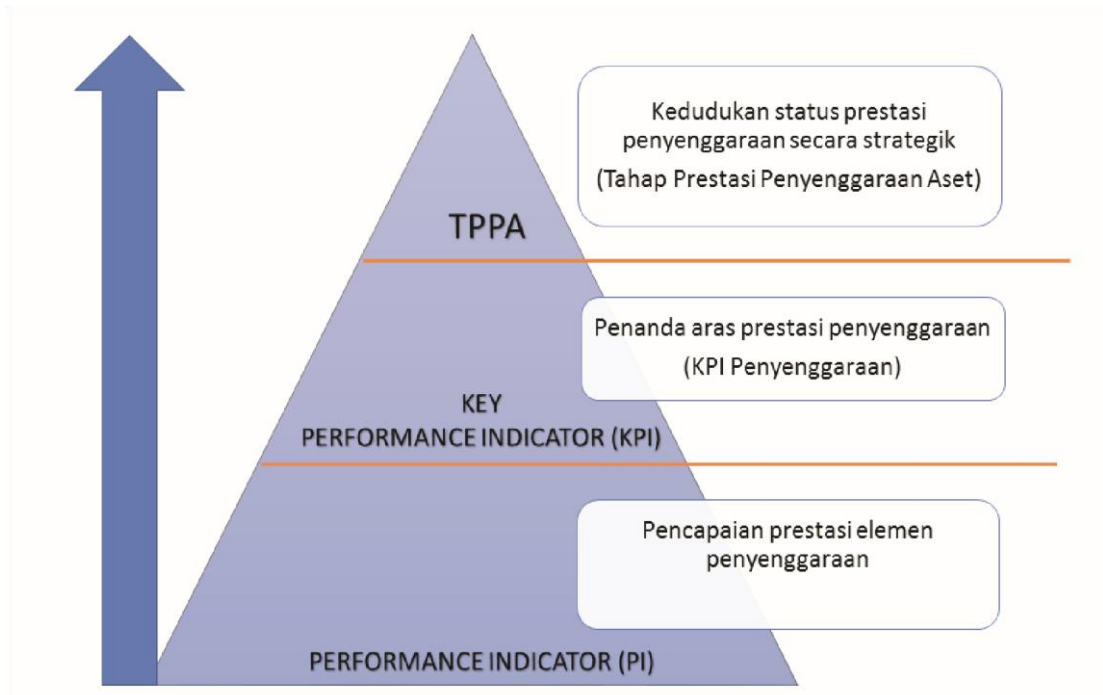 Kedudukan status prestasi
penyenggaraan secara strategik
(Tahap Prestasi Penyenggaraan Aset)
TPPA
Penanda aras prestasi penyenggaraan
(KPI Penyenggaraan)
KEY
PERFORMANCE INDICATOR (KPI)
Pencapaian prestasi elemen
penyenggaraan
PERFORMANCE INDICATOR (PI)